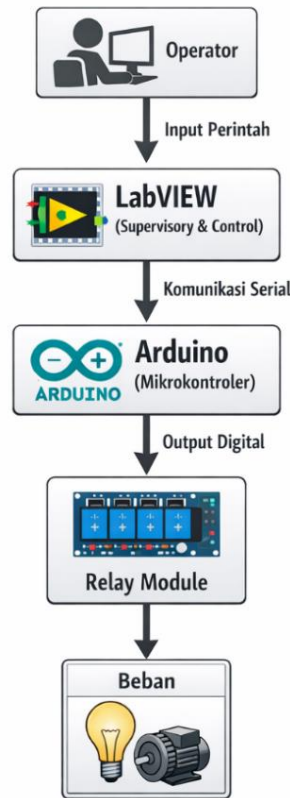 Operator
Input Perintah
LabVIEW
(Supervisory & Control)
Komunikasi Serial
ARDUINO
Arduino
(Mikrokontroler)
Output Digital
Relay Module
Beban